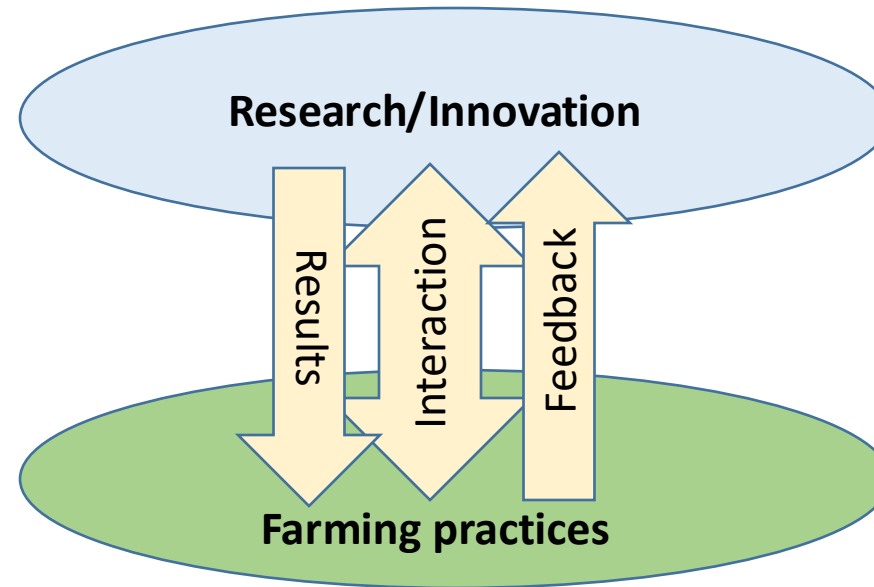 Research/Innovation
Results
Interaction
Feedback
Farming practices